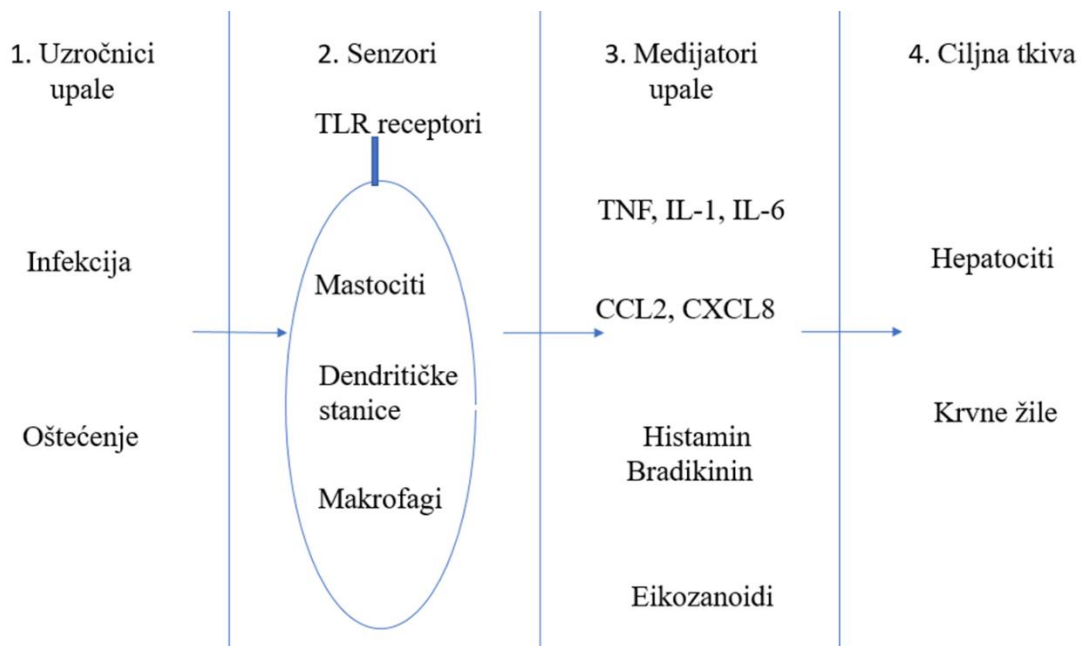 1. Uzročnici
upale
Infekcija
Oštećenje
2. Senzori
TLR receptori
Mastociti
Dendritičke
stanice
Makrofagi
3. Medijatori
upale
TNF, IL-1, IL-6
CCL2, CXCL8
Histamin
Bradikinin
Eikozanoidi
4. Ciljna tkiva
Hepatociti
Krvne žile